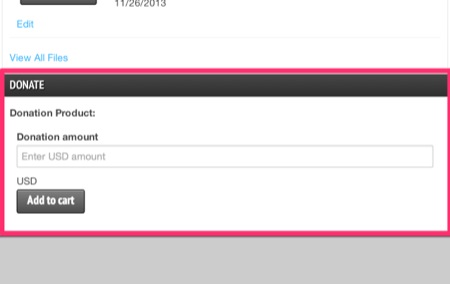 11/26/2013
Edit
View All Files
DONATE
Donation Product:
Donation amount
Enter USD amount
USD
Add to cart